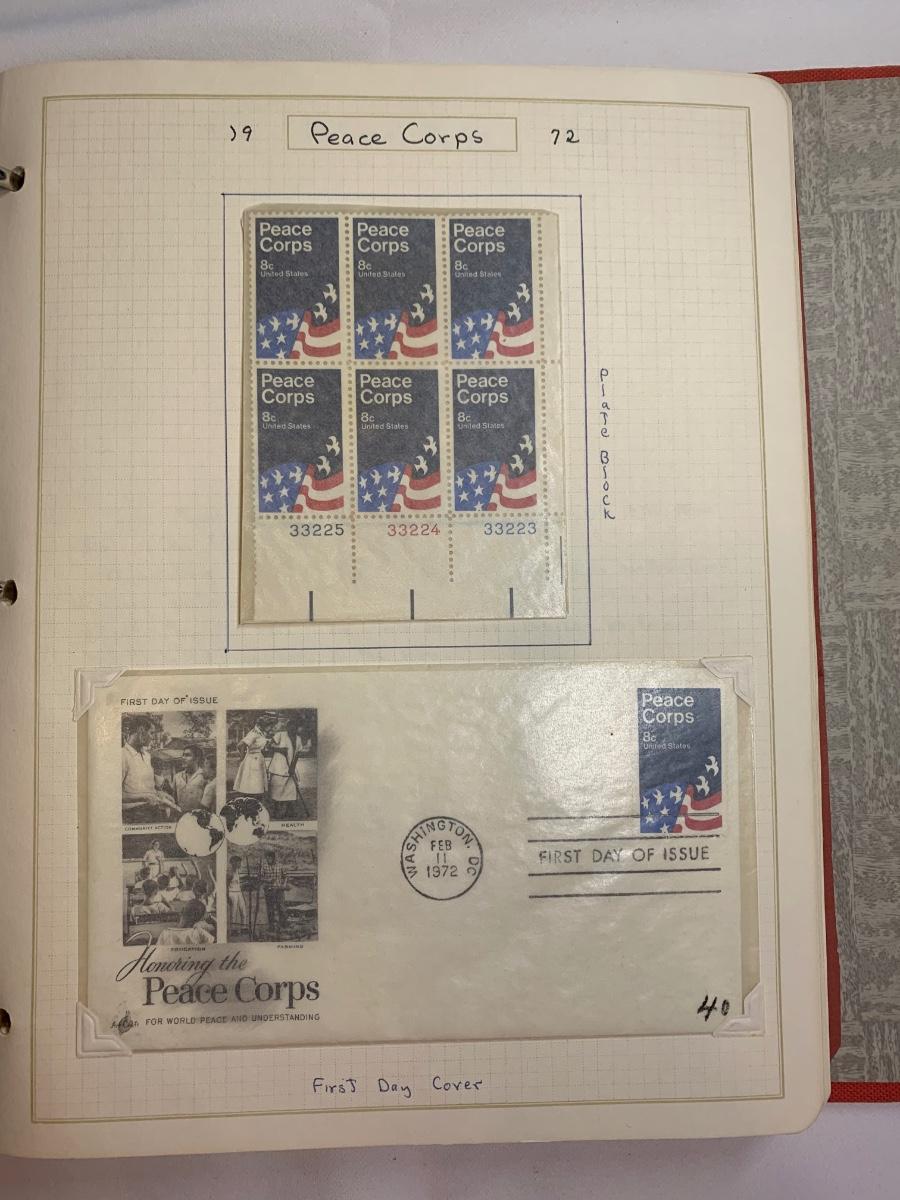 19 Peace Corps 72
Peace Corps
8c
United States
Peace Corps
8c
United States
Peace Corps
8c
United States
Peace Corps
8c
United States
Peace Corps
8c
United States
Peace Corps
8c
United States
33225 33224 33223
Plate Block
FIRST DAY OF ISSUE
COMMUNITY ACTION
HEALTH
EDUCATION
FARMING
Honoring the
Peace Corps
FOR WORLD PEACE AND UNDERSTANDING
WASHINGTON, DC
FEB
11
1972
Peace
Corps
8c
United States
FIRST DAY OF ISSUE
40
First Day Cover